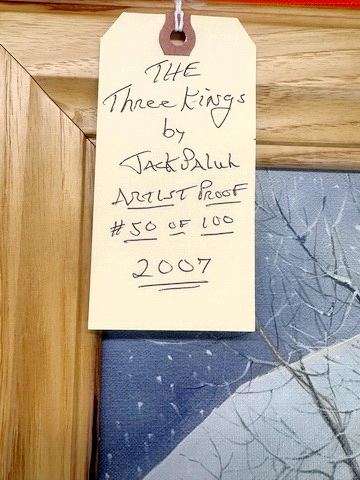 THE
Three Kings
by
JACK PALUH
ARTIST PROOF
#50 OF 100
2007